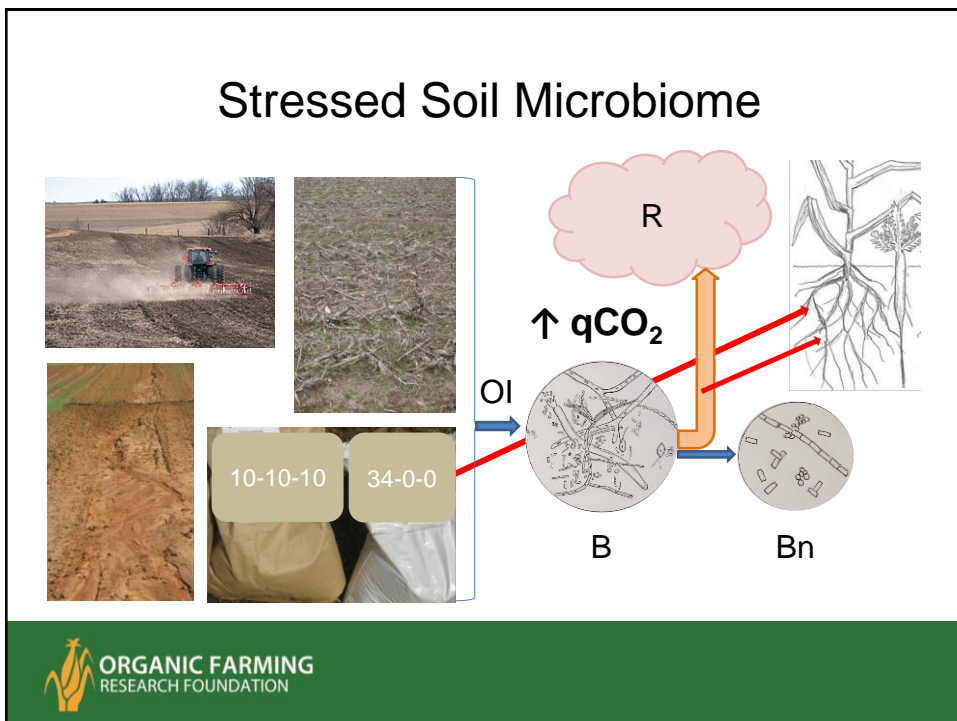 Stressed Soil Microbiome
R
↑ qCO₂
OI
10-10-10
34-0-0
B
Bn
ORGANIC FARMING
RESEARCH FOUNDATION